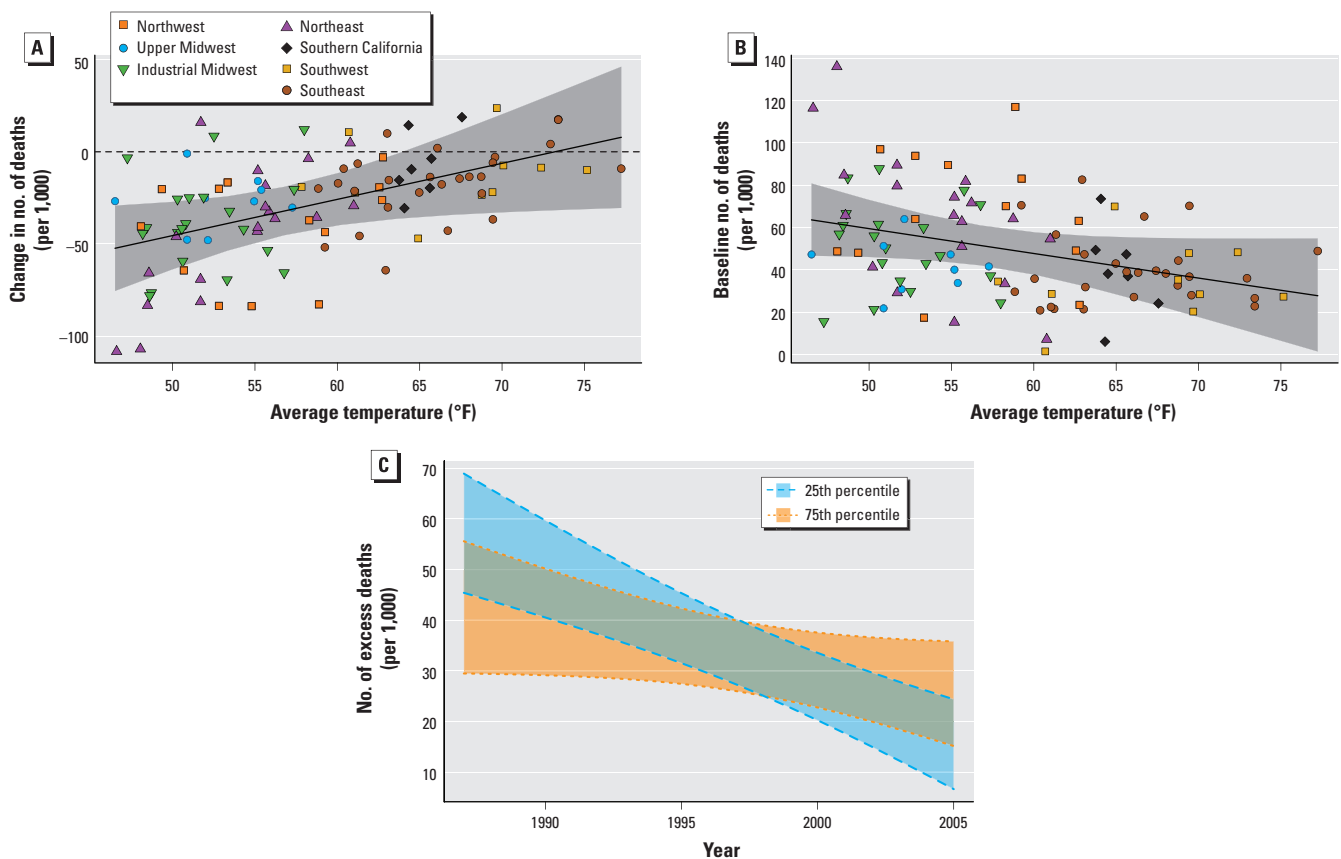 A
Northwest
Upper Midwest
Industrial Midwest
Northeast
Southern California
Southwest
Southeast
50
0
–50
–100
Change in no. of deaths
(per 1,000)
50
55
60
65
70
75
Average temperature (°F)
B
140
120
100
80
60
40
20
0
Baseline no. of deaths
(per 1,000)
50
55
60
65
70
75
Average temperature (°F)
C
25th percentile
75th percentile
70
60
50
40
30
20
10
No. of excess deaths
(per 1,000)
1990
1995
2000
2005
Year